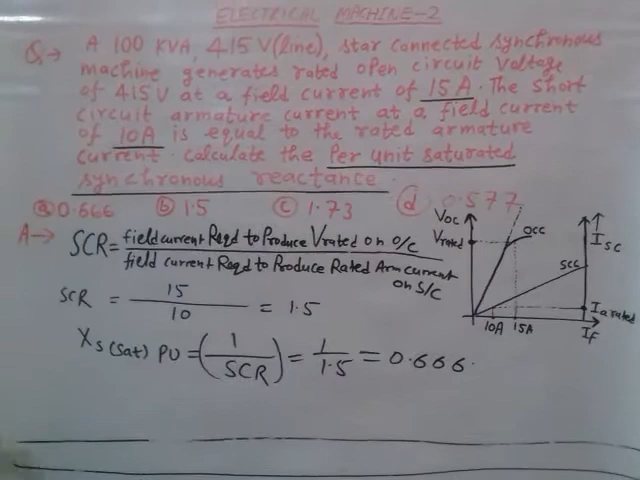 ELECTRICAL MACHINE-2
Q→ A 100 KVA, 415 V(line), star connected synchronous
machine generates rated open circuit voltage
of 415V at a field current of 15 A. The short
circuit armature current at a field current
of 10A is equal to the rated armature
current. calculate the Per unit saturated
synchronous reactance.
ⓐ 0.666 ⓑ 1.5 ⓒ 1.73 ⓓ 0.577
A→ SCR = field current Reqd to Produce Vrated on o/c
field current Reqd to Produce Rated Arm current
on S/C
SCR = 15
10
= 1.5
Xs(sat) PU = (1/SCR) = 1/1.5 = 0.666.
Voc
Vrated
OCC
Isc
SCC
Ia rated
10A 15A If